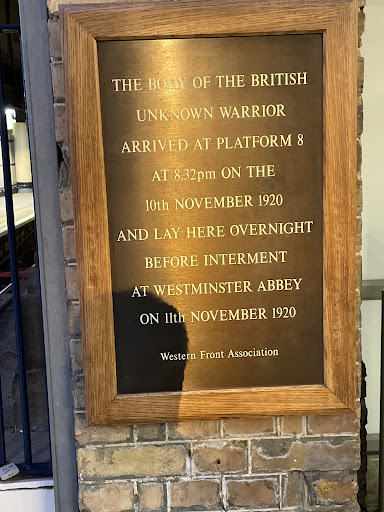 THE BODY OF THE BRITISH
UNKNOWN WARRIOR
ARRIVED AT PLATFORM 8
AT 8.32pm ON THE
10th NOVEMBER 1920
AND LAY HERE OVERNIGHT
BEFORE INTERMENT
AT WESTMINSTER ABBEY
ON 11th NOVEMBER 1920
Western Front Association